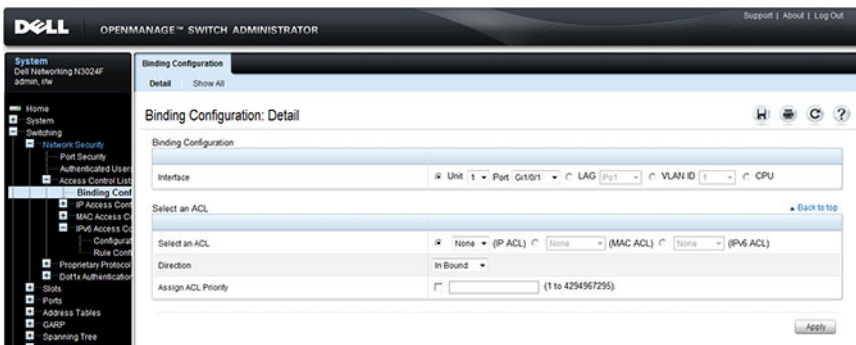 Support | About | Log Out
DELL OPENMANAGE™ SWITCH ADMINISTRATOR
System
Dell Networking N3024F
admin, r/w
Home
System
Switching
Network Security
Port Security
Authenticated Users
Access Control List
Binding Conf
IP Access Cont
MAC Access Co
IPv6 Access Co
Configurat
Rule Conf
Proprietary Protocol
Dot1x Authentication
Slots
Ports
Address Tables
GARP
Spanning Tree
Binding Configuration
Detail Show All
Binding Configuration: Detail
Binding Configuration
Interface Unit 1 Port Gi1/0/1 LAG Po1 VLAN ID 1 CPU
Select an ACL Back to top
Select an ACL None (IP ACL) None (MAC ACL) None (IPv6 ACL)
Direction In Bound
Assign ACL Priority (1 to 4294967295).
Apply